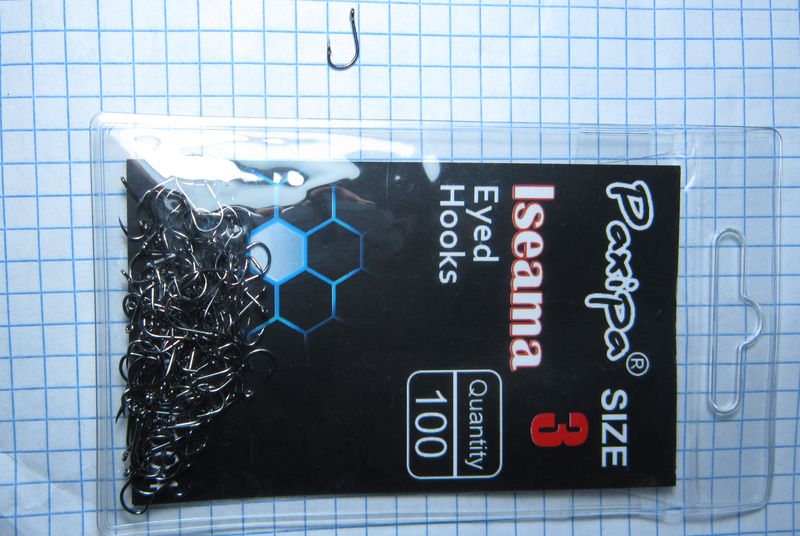 Paxipa® SIZE
3
Iseama
Eyed
Hooks
Quantity
100